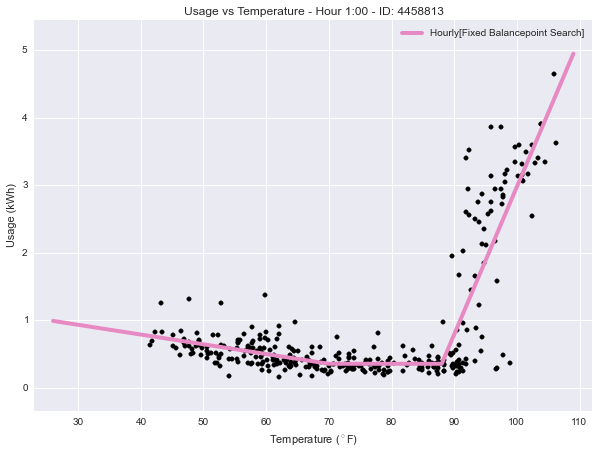 Usage vs Temperature - Hour 1:00 - ID: 4458813
Hourly[Fixed Balancepoint Search]
5
4
3
2
1
0
Usage (kWh)
30 40 50 60 70 80 90 100 110
Temperature (°F)